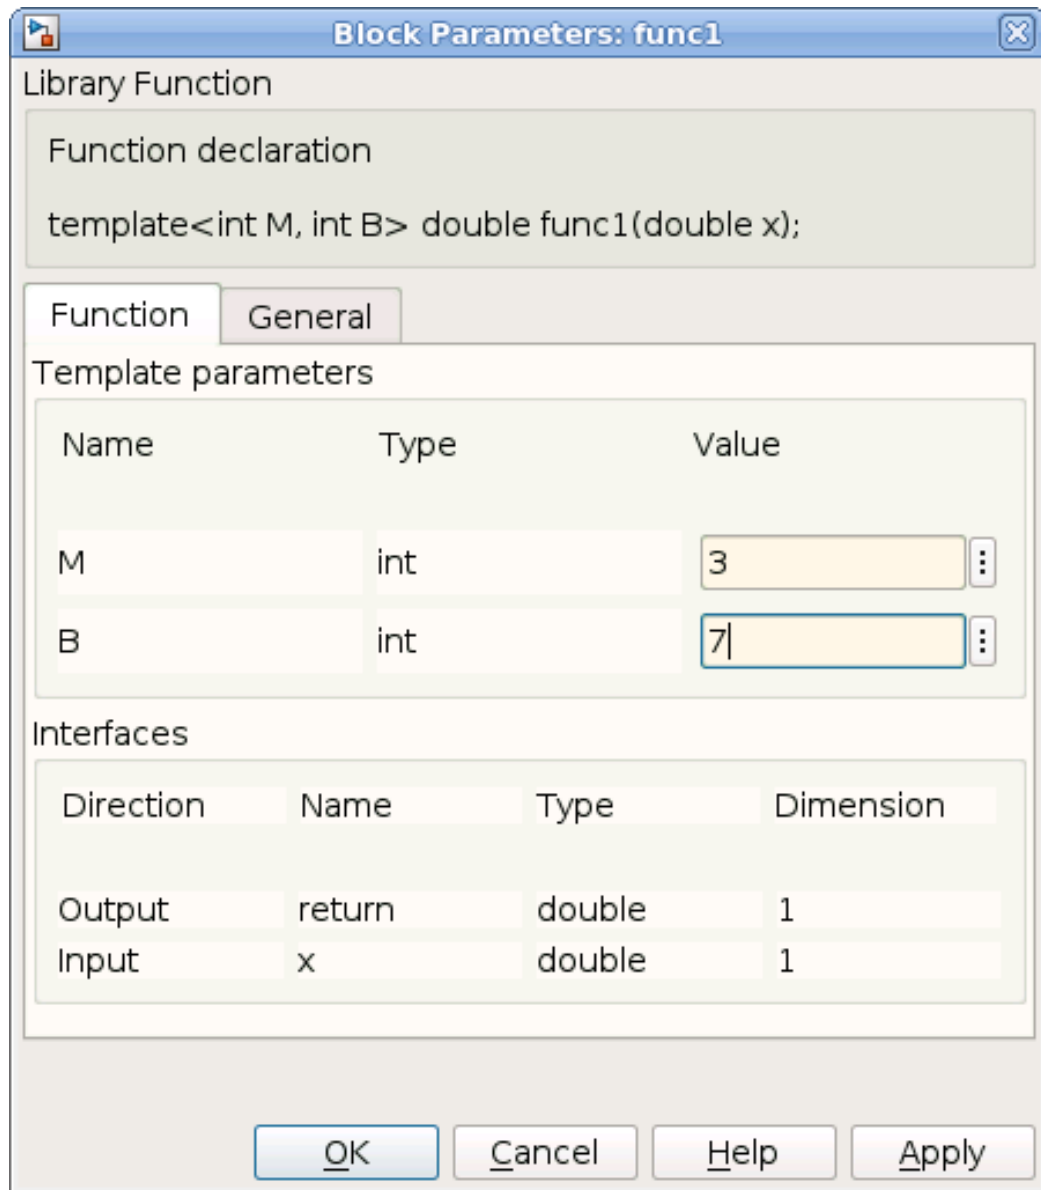 Block Parameters: func1
Library Function
Function declaration
template<int M, int B> double func1(double x);
Function General
Template parameters
Name Type Value
M int 3
B int 7
Interfaces
Direction Name Type Dimension
Output return double 1
Input x double 1
OK Cancel Help Apply